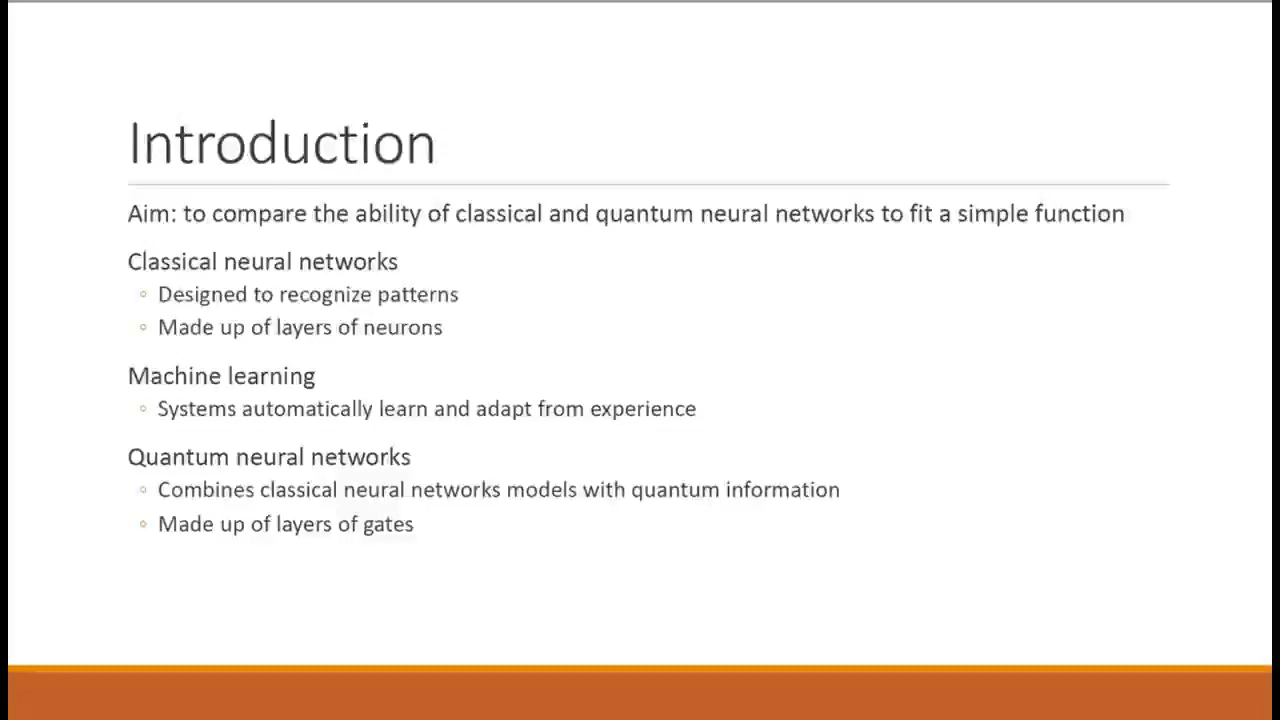 Introduction
Aim: to compare the ability of classical and quantum neural networks to fit a simple function
Classical neural networks
◦ Designed to recognize patterns
◦ Made up of layers of neurons
Machine learning
◦ Systems automatically learn and adapt from experience
Quantum neural networks
◦ Combines classical neural networks models with quantum information
◦ Made up of layers of gates